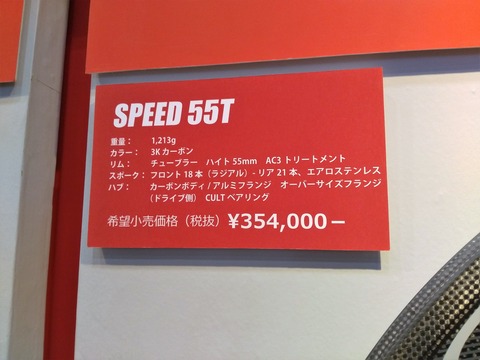 SPEED 55T
重量： 1,213g
カラー： 3K カーボン
リム： チューブラー ハイト 55mm AC3 トリートメント
スポーク： フロント 18 本（ラジアル）- リア 21 本、エアロステンレス
ハブ： カーボンボディ / アルミフランジ オーバーサイズフランジ
（ドライブ側） CULT ベアリング
希望小売価格（税抜）¥354,000−